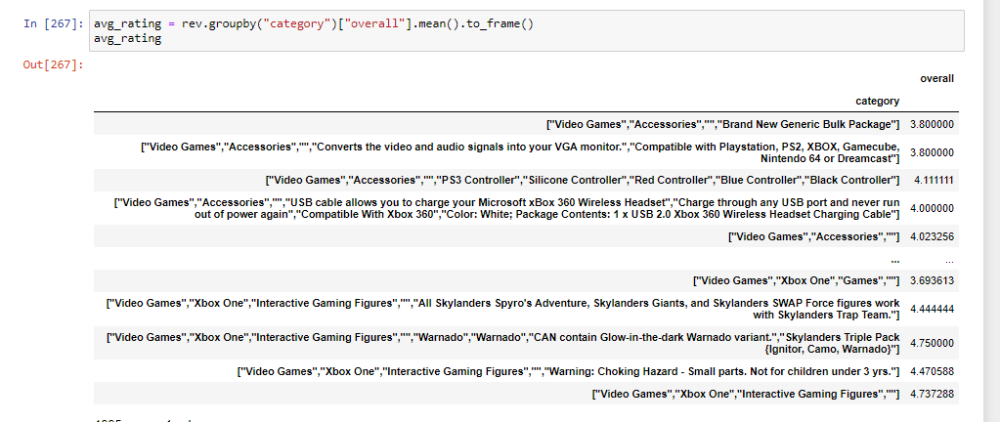 In [267]: avg_rating = rev.groupby("category")["overall"].mean().to_frame()
avg_rating
Out[267]:
overall
category
["Video Games","Accessories","","Brand New Generic Bulk Package"] 3.800000
["Video Games","Accessories","","Converts the video and audio signals into your VGA monitor.","Compatible with Playstation, PS2, XBOX, Gamecube,
Nintendo 64 or Dreamcast"] 3.800000
["Video Games","Accessories","","PS3 Controller","Silicone Controller","Red Controller","Blue Controller","Black Controller"] 4.111111
["Video Games","Accessories","","USB cable allows you to charge your Microsoft xBox 360 Wireless Headset","Charge through any USB port and never run
out of power again","Compatible With Xbox 360","Color: White; Package Contents: 1 x USB 2.0 Xbox 360 Wireless Headset Charging Cable"] 4.000000
["Video Games","Accessories",""] 4.023256
... ...
["Video Games","Xbox One","Games",""] 3.693613
["Video Games","Xbox One","Interactive Gaming Figures","","All Skylanders Spyro's Adventure, Skylanders Giants, and Skylanders SWAP Force figures work
with Skylanders Trap Team."] 4.444444
["Video Games","Xbox One","Interactive Gaming Figures","","Warnado","Warnado","CAN contain Glow-in-the-dark Warnado variant.","Skylanders Triple Pack
{Ignitor, Camo, Warnado}"] 4.750000
["Video Games","Xbox One","Interactive Gaming Figures","","Warning: Choking Hazard - Small parts. Not for children under 3 yrs."] 4.470588
["Video Games","Xbox One","Interactive Gaming Figures",""] 4.737288